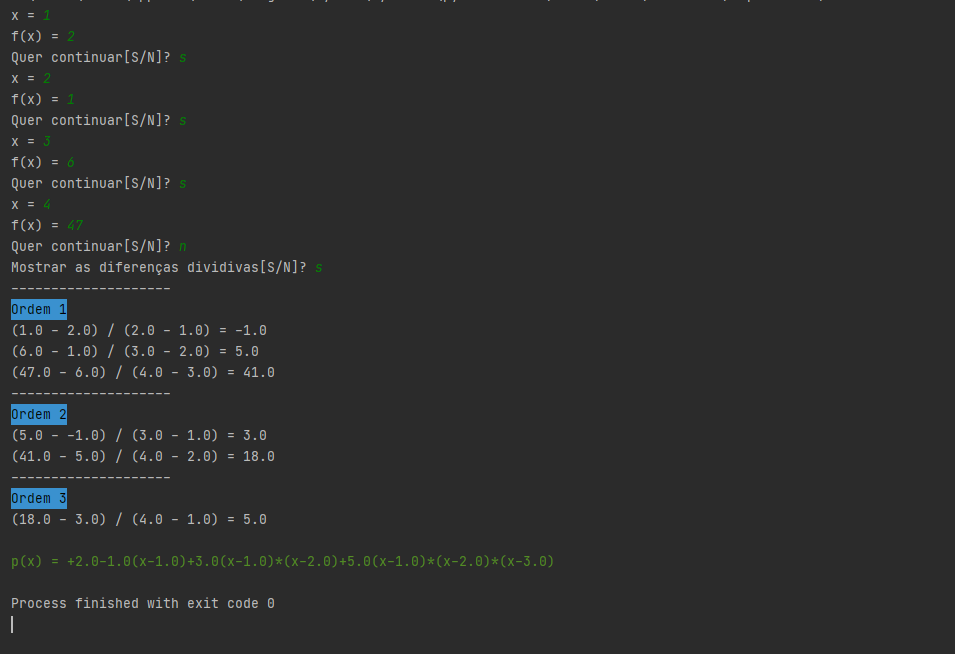 x = 1
f(x) = 2
Quer continuar[S/N]? s
x = 2
f(x) = 1
Quer continuar[S/N]? s
x = 3
f(x) = 6
Quer continuar[S/N]? s
x = 4
f(x) = 47
Quer continuar[S/N]? n
Mostrar as diferenças dividivas[S/N]? s
--------------------
Ordem 1
(1.0 - 2.0) / (2.0 - 1.0) = -1.0
(6.0 - 1.0) / (3.0 - 2.0) = 5.0
(47.0 - 6.0) / (4.0 - 3.0) = 41.0
--------------------
Ordem 2
(5.0 - -1.0) / (3.0 - 1.0) = 3.0
(41.0 - 5.0) / (4.0 - 2.0) = 18.0
--------------------
Ordem 3
(18.0 - 3.0) / (4.0 - 1.0) = 5.0
p(x) = +2.0-1.0(x-1.0)+3.0(x-1.0)*(x-2.0)+5.0(x-1.0)*(x-2.0)*(x-3.0)
Process finished with exit code 0